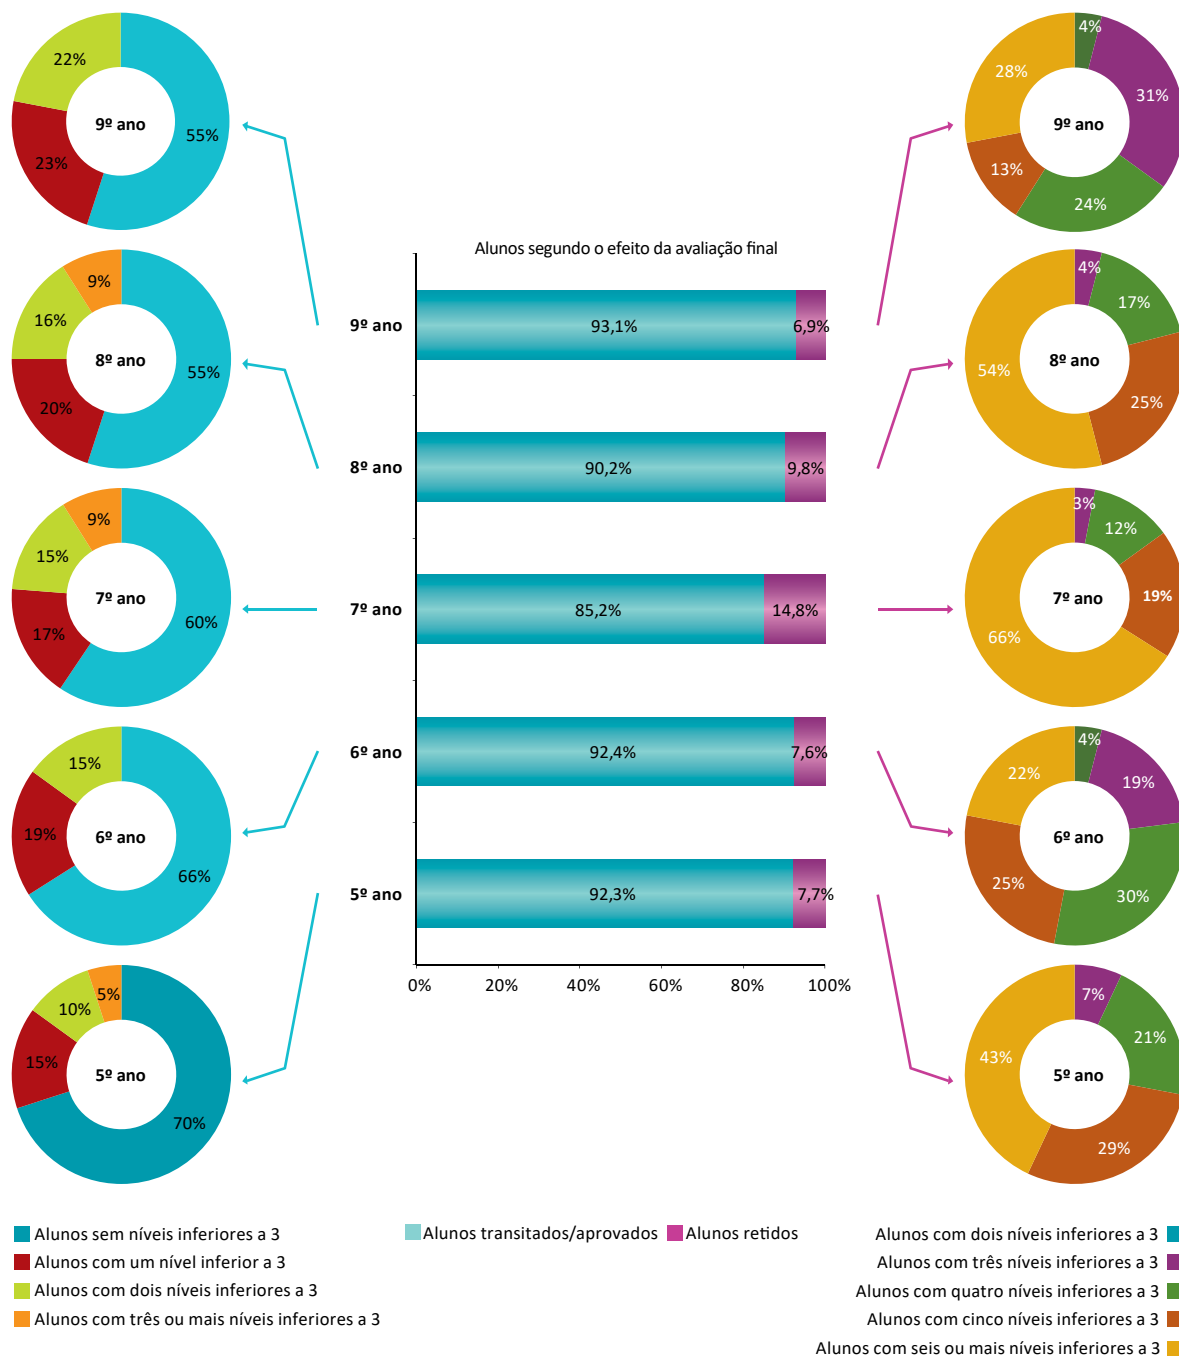 22%
55%
23%
9º ano
4%
31%
24%
13%
28%
9º ano
Alunos segundo o efeito da avaliação final
9%
16%
55%
20%
8º ano
4%
17%
25%
54%
8º ano
9º ano
93,1%
6,9%
8º ano
90,2%
9,8%
9%
15%
60%
17%
7º ano
3%
12%
19%
66%
7º ano
7º ano
85,2%
14,8%
6º ano
92,4%
7,6%
5º ano
92,3%
7,7%
0%
20%
40%
60%
80%
100%
15%
19%
66%
6º ano
4%
19%
30%
25%
22%
6º ano
5%
10%
15%
70%
5º ano
7%
21%
29%
43%
5º ano
Alunos sem níveis inferiores a 3
Alunos com um nível inferior a 3
Alunos com dois níveis inferiores a 3
Alunos com três ou mais níveis inferiores a 3
Alunos transitados/aprovados
Alunos retidos
Alunos com dois níveis inferiores a 3
Alunos com três níveis inferiores a 3
Alunos com quatro níveis inferiores a 3
Alunos com cinco níveis inferiores a 3
Alunos com seis ou mais níveis inferiores a 3